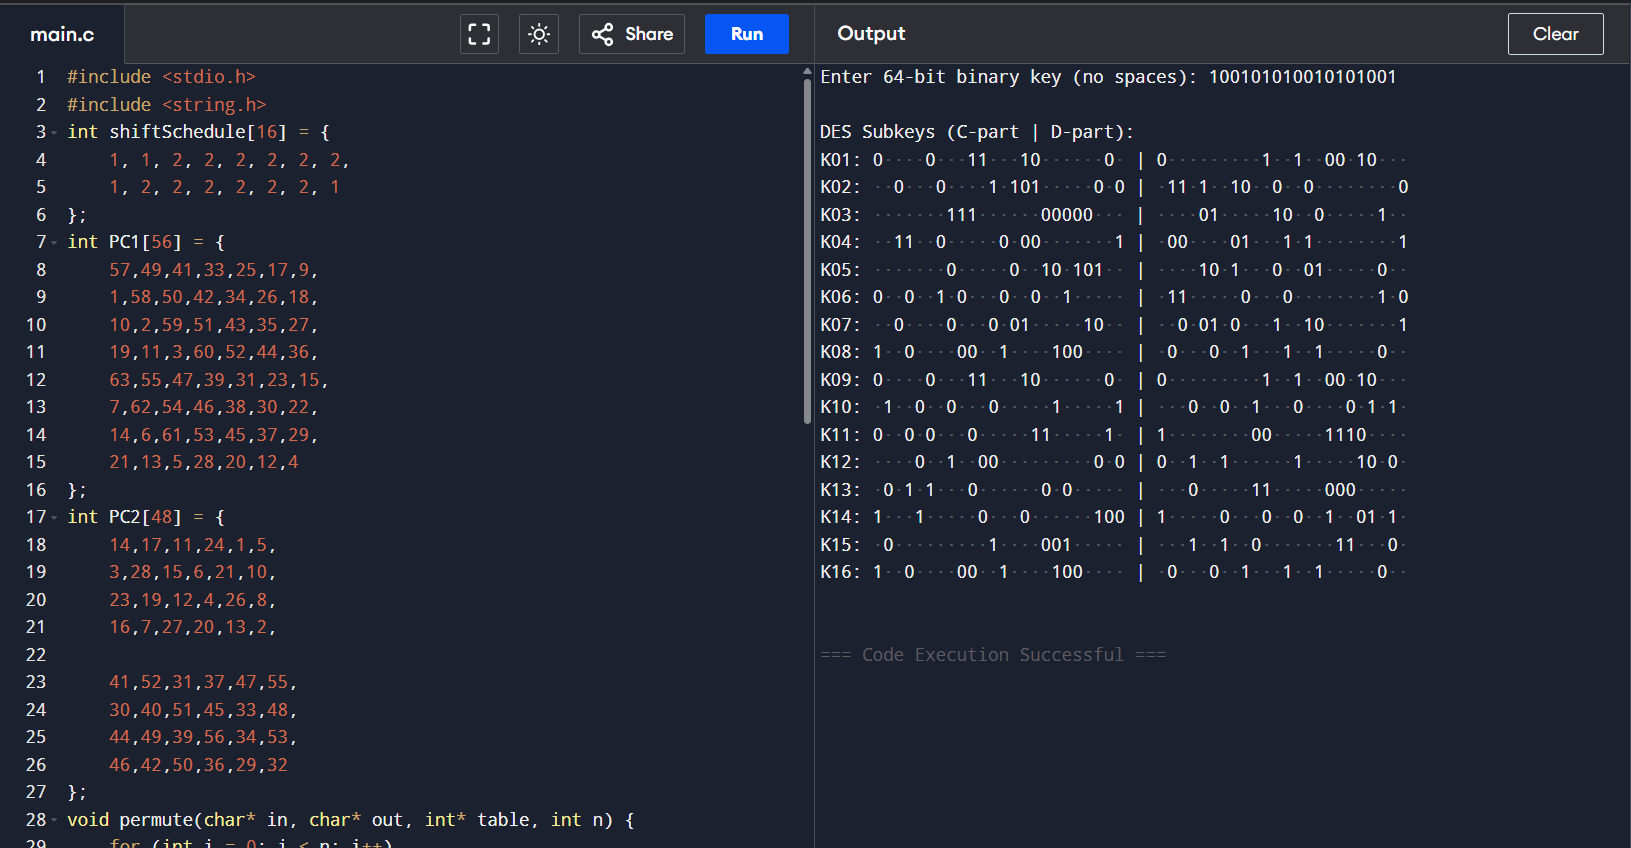 main.c
Share
Run
Output
Clear
1 #include <stdio.h>
2 #include <string.h>
3 int shiftSchedule[16] = {
4     1, 1, 2, 2, 2, 2, 2, 2,
5     1, 2, 2, 2, 2, 2, 2, 1
6 };
7 int PC1[56] = {
8     57,49,41,33,25,17,9,
9     1,58,50,42,34,26,18,
10     10,2,59,51,43,35,27,
11     19,11,3,60,52,44,36,
12     63,55,47,39,31,23,15,
13     7,62,54,46,38,30,22,
14     14,6,61,53,45,37,29,
15     21,13,5,28,20,12,4
16 };
17 int PC2[48] = {
18     14,17,11,24,1,5,
19     3,28,15,6,21,10,
20     23,19,12,4,26,8,
21     16,7,27,20,13,2,
22
23     41,52,31,37,47,55,
24     30,40,51,45,33,48,
25     44,49,39,56,34,53,
26     46,42,50,36,29,32
27 };
28 void permute(char* in, char* out, int* table, int n) {
29     for (int i = 0; i < n; i++)
Enter 64-bit binary key (no spaces): 100101010010101001
DES Subkeys (C-part | D-part):
K01: 0····0···11···10······0· | 0·········1··1··00·10···
K02: ··0···0····1·101·····0·0 | ·11·1··10··0··0········0
K03: ·······111······00000··· | ····01·····10··0·····1··
K04: ··11··0·····0·00·······1 | ·00····01···1·1········1
K05: ·······0·····0··10·101·· | ····10·1···0··01·····0··
K06: 0··0··1·0···0··0··1····· | ·11·····0···0········1·0
K07: ··0····0···0·01·····10·· | ··0·01·0···1··10·······1
K08: 1··0····00··1····100···· | ·0···0··1···1··1·····0··
K09: 0····0···11···10······0· | 0·········1··1··00·10···
K10: ·1··0··0···0·····1·····1 | ···0··0··1···0····0·1·1·
K11: 0··0·0···0·····11·····1· | 1········00·····1110····
K12: ····0··1··00·········0·0 | 0··1··1······1·····10·0·
K13: ·0·1·1···0······0·0····· | ···0·····11·····000·····
K14: 1···1·····0···0······100 | 1·····0···0··0··1··01·1·
K15: ·0·········1····001····· | ···1··1··0·······11···0·
K16: 1··0····00··1····100···· | ·0···0··1···1··1·····0··
=== Code Execution Successful ===